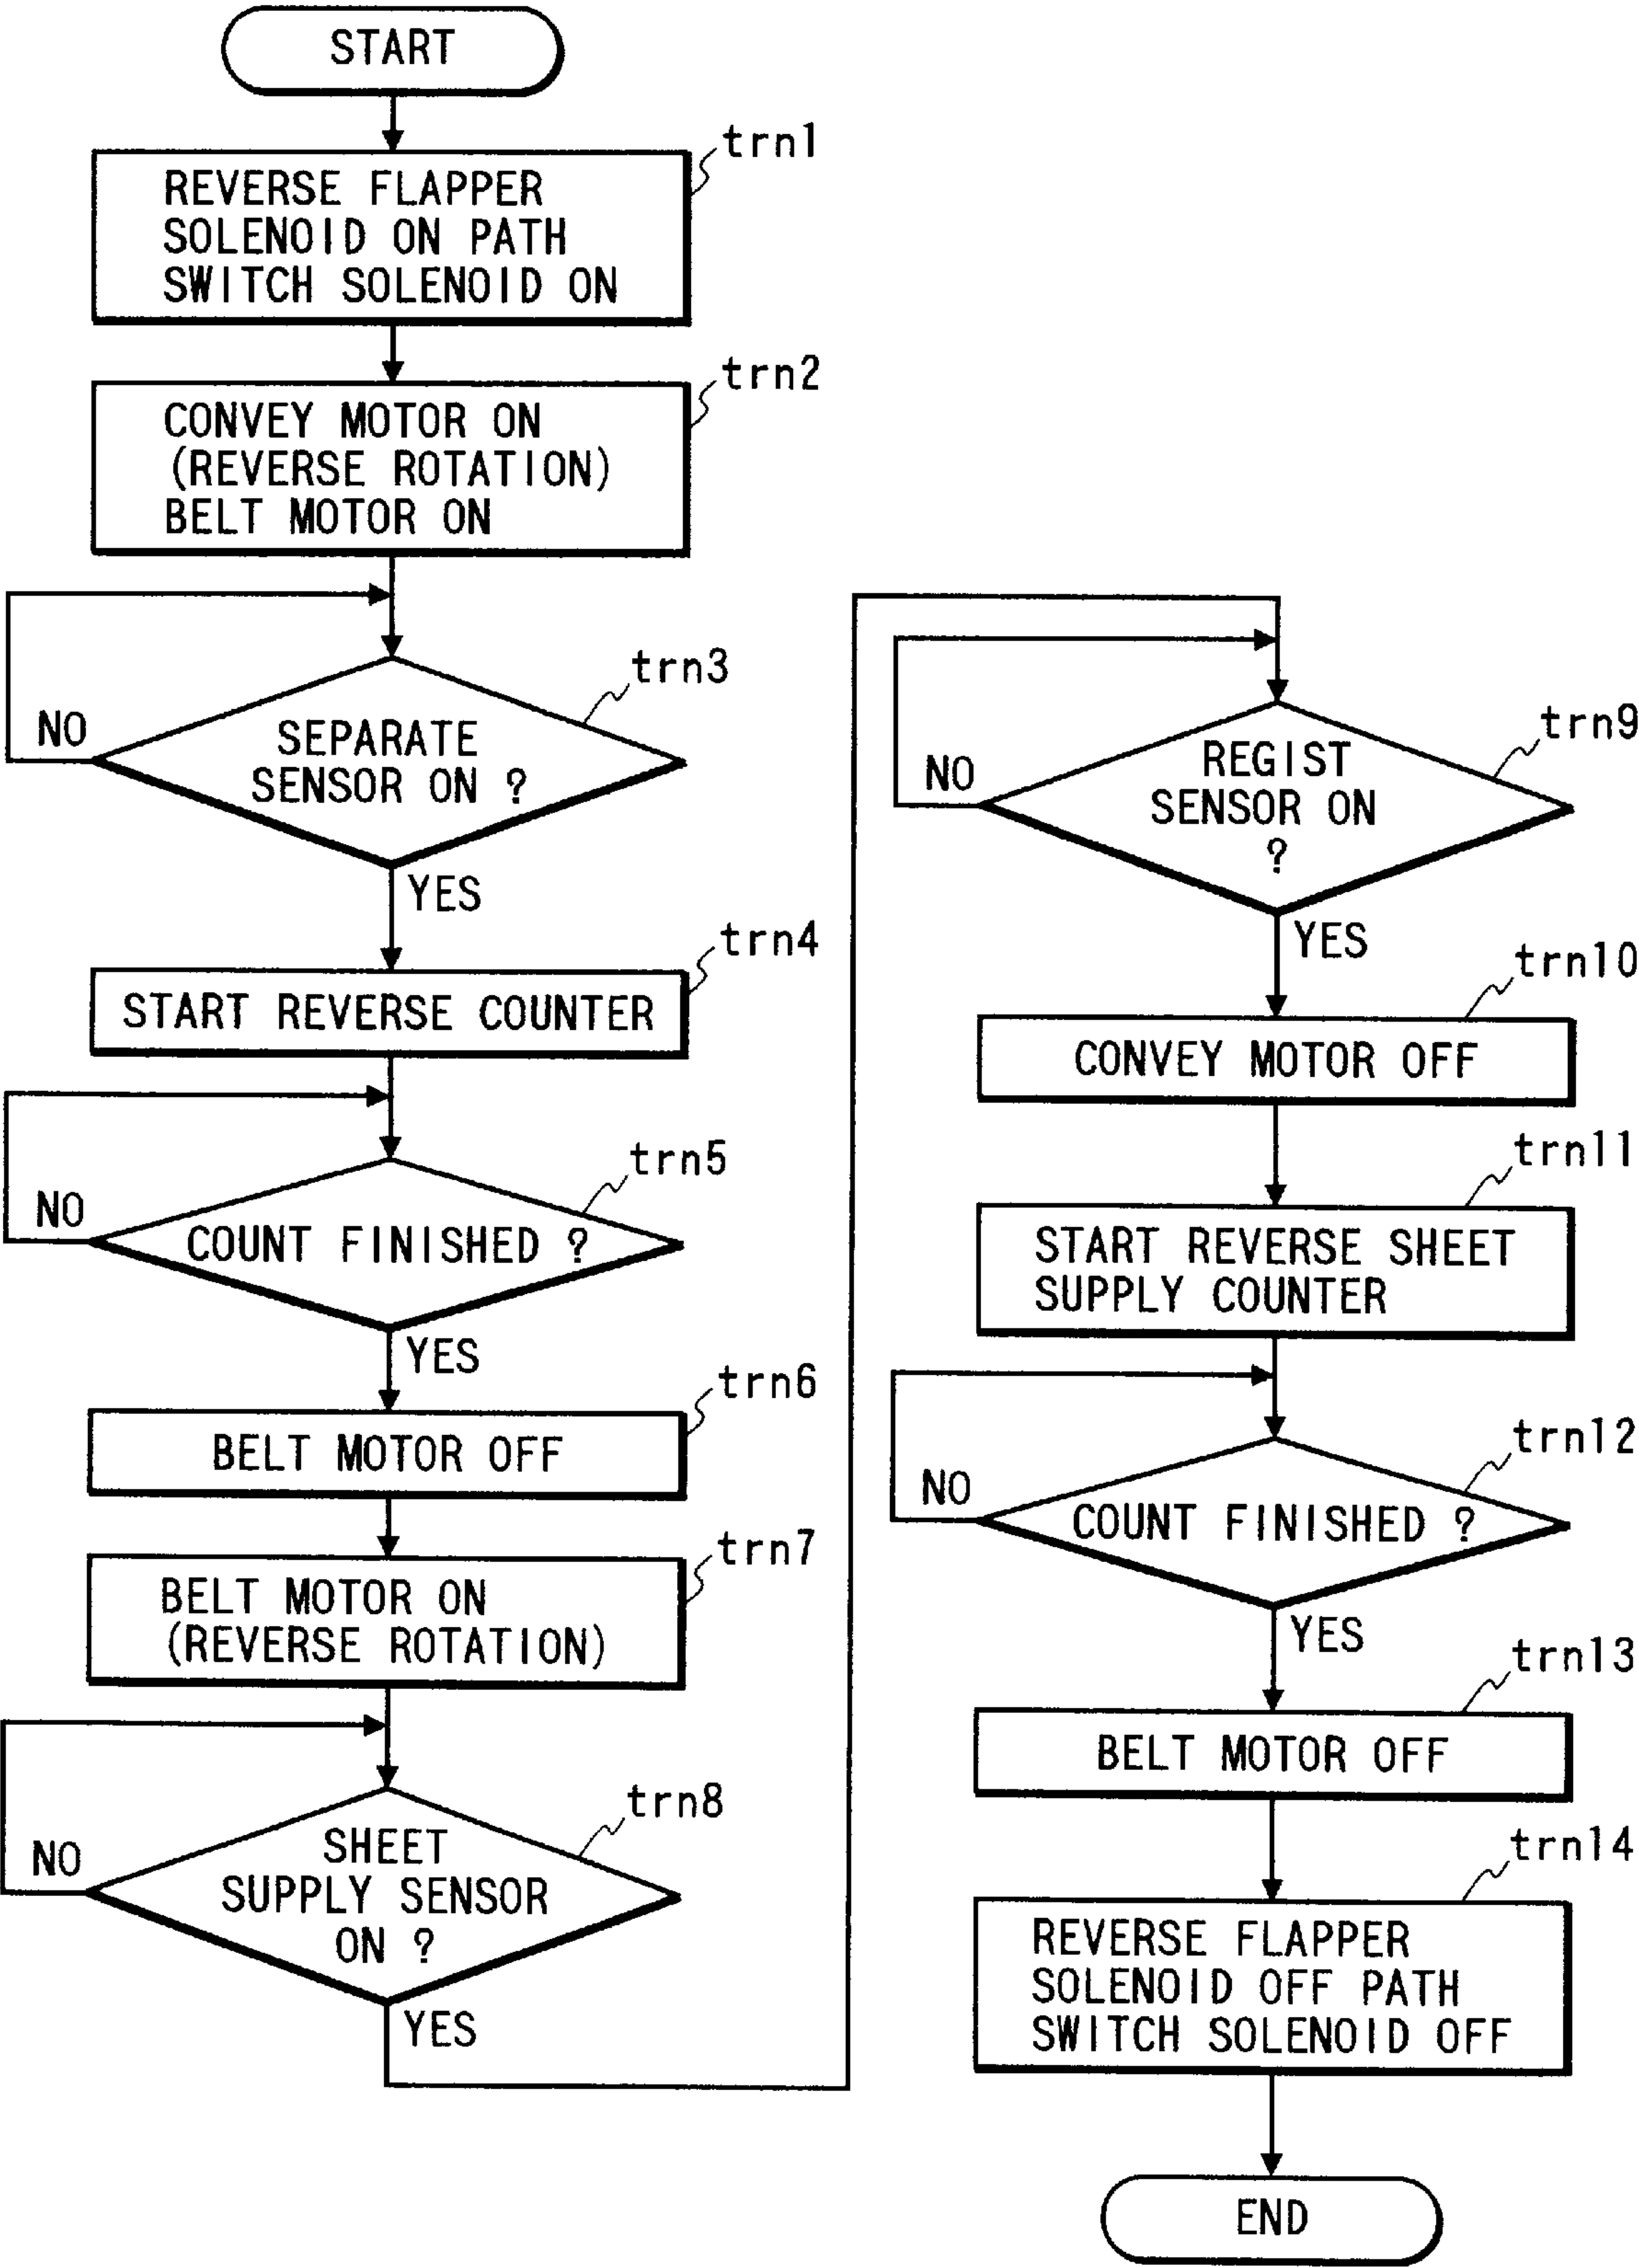 START
trn1
REVERSE FLAPPER
SOLENOID ON PATH
SWITCH SOLENOID ON
trn2
CONVEY MOTOR ON
(REVERSE ROTATION)
BELT MOTOR ON
trn3
NO
SEPARATE
SENSOR ON ?
YES
trn4
START REVERSE COUNTER
trn5
NO
COUNT FINISHED ?
YES
trn6
BELT MOTOR OFF
trn7
BELT MOTOR ON
(REVERSE ROTATION)
trn8
NO
SHEET
SUPPLY SENSOR
ON ?
YES
trn9
NO
REGIST
SENSOR ON
?
YES
trn10
CONVEY MOTOR OFF
trn11
START REVERSE SHEET
SUPPLY COUNTER
trn12
NO
COUNT FINISHED ?
YES
trn13
BELT MOTOR OFF
trn14
REVERSE FLAPPER
SOLENOID OFF PATH
SWITCH SOLENOID OFF
END